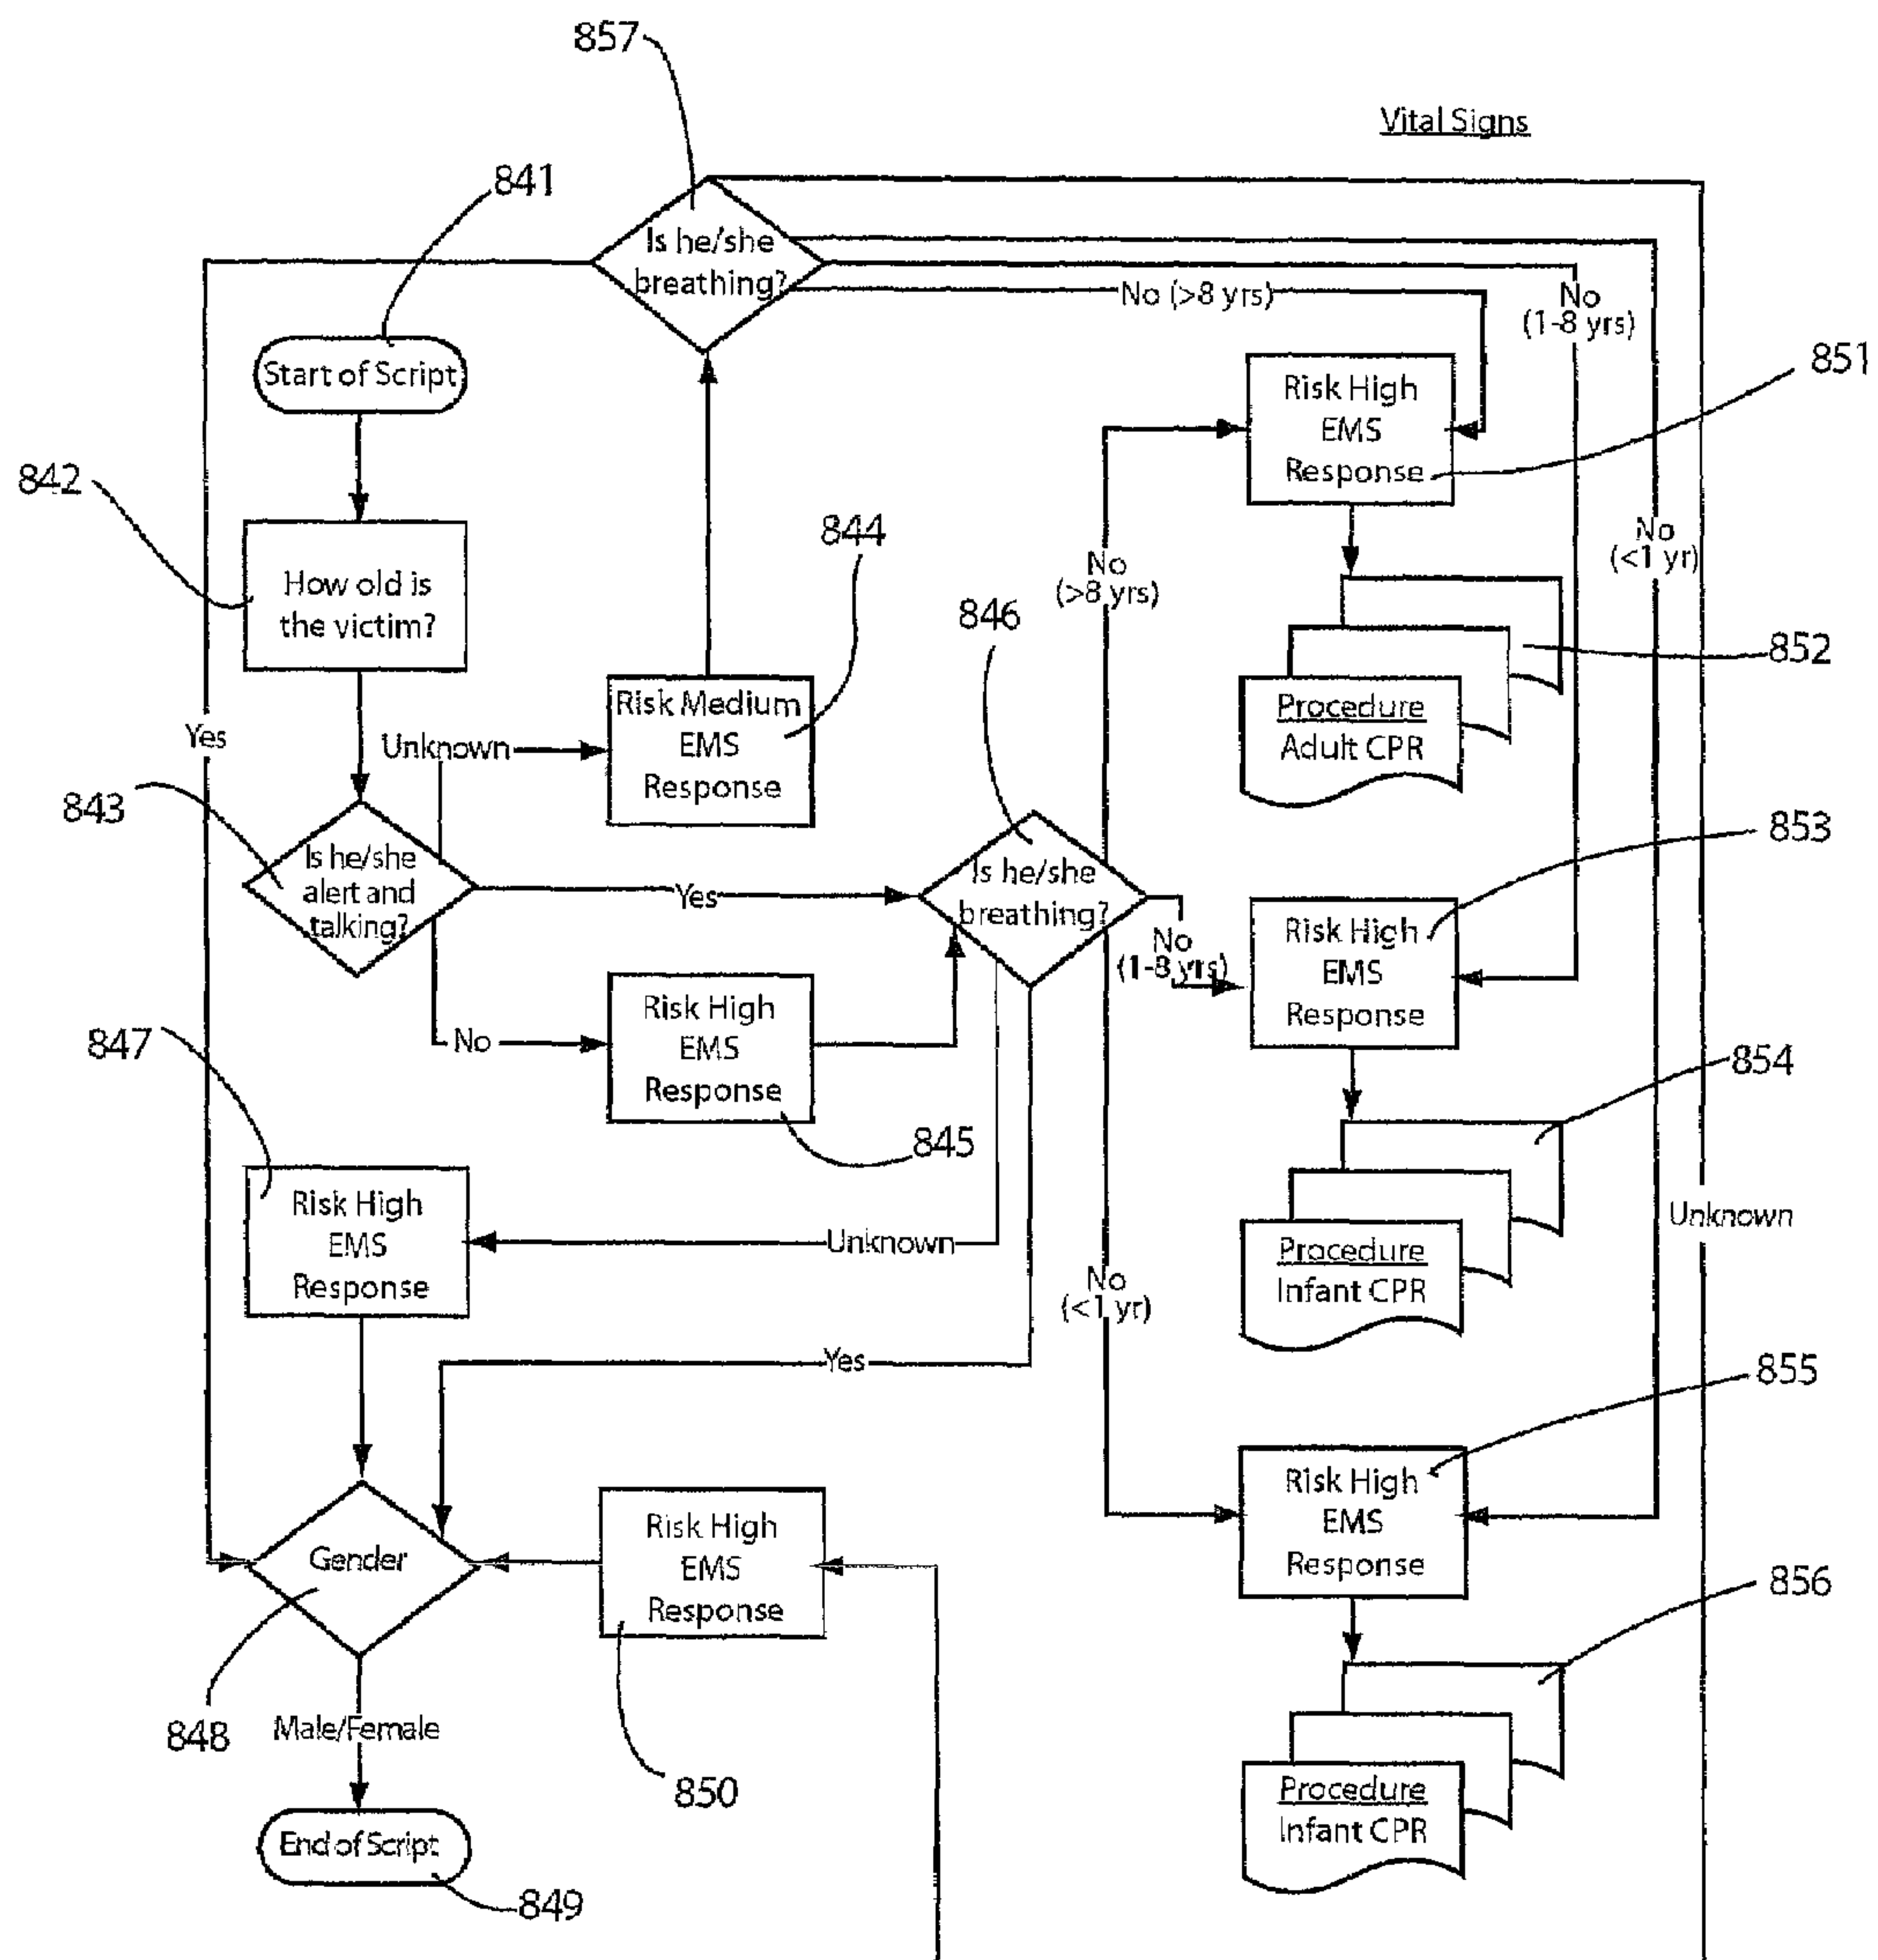 857
Vital Signs
841
Is he/she
breathing?
No (>8 yrs)
No
(1-8 yrs)
Start of Script
851
Risk High
EMS
Response
842
How old is
the victim?
844
No
(<1 yr)
No
(>8 yrs)
846
852
Risk Medium
EMS
Response
Procedure
Adult CPR
Yes
Unknown
843
853
Is he/she
alert and
talking?
Yes
Is he/she
breathing?
No
(1-8 yrs)
Risk High
EMS
Response
847
No
Risk High
EMS
Response
845
854
Risk High
EMS
Response
Unknown
Unknown
Procedure
Infant CPR
No
(<1 yr)
Yes
855
Risk High
EMS
Response
Gender
Risk High
EMS
Response
856
848
Male/Female
850
Procedure
Infant CPR
End of Script
849